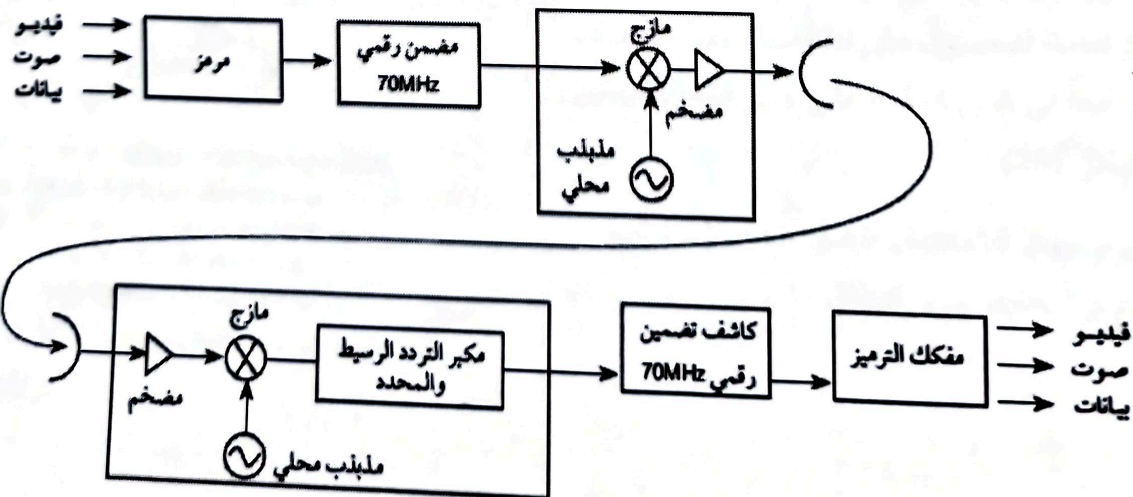 فيديو
صوت
بيانات
مرمز
مضمن رقمي
70MHz
مازج
مضخم
مذبذب
محلي
مازج
مضخم
مذبذب محلي
مكبر التردد الوسيط
والمحدد
كاشف تضمين
رقمي 70MHz
مفكك الترميز
فيديو
صوت
بيانات